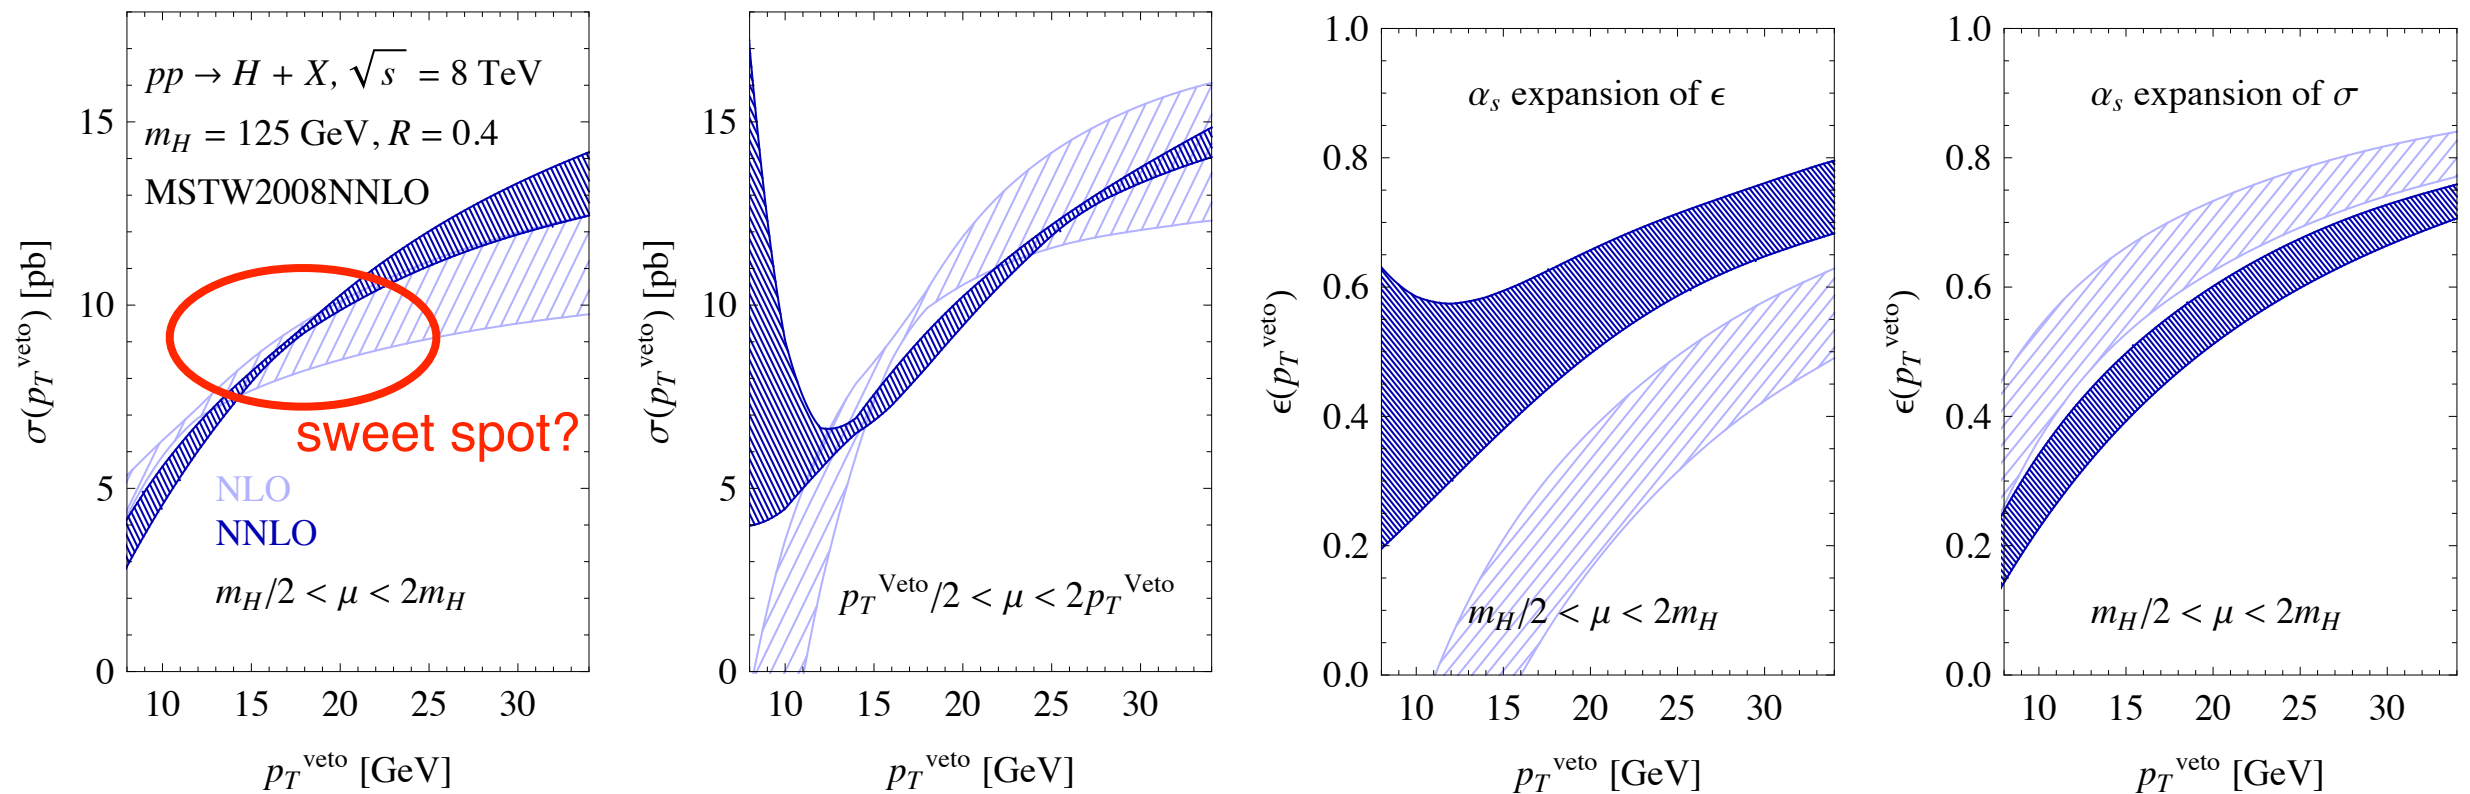 pp → H + X, √s = 8 TeV
m_H = 125 GeV, R = 0.4
MSTW2008NNLO
sweet spot?
NLO
NNLO
m_H/2 < μ < 2m_H
σ(p_T^veto) [pb]
0
5
10
15
10 15 20 25 30
p_T^veto [GeV]
p_T^Veto/2 < μ < 2p_T^Veto
σ(p_T^veto) [pb]
0
5
10
15
10 15 20 25 30
p_T^veto [GeV]
α_s expansion of ϵ
m_H/2 < μ < 2m_H
ϵ(p_T^veto)
1.0
0.8
0.6
0.4
0.2
0.0
10 15 20 25 30
p_T^veto [GeV]
α_s expansion of σ
m_H/2 < μ < 2m_H
ϵ(p_T^veto)
1.0
0.8
0.6
0.4
0.2
0.0
10 15 20 25 30
p_T^veto [GeV]